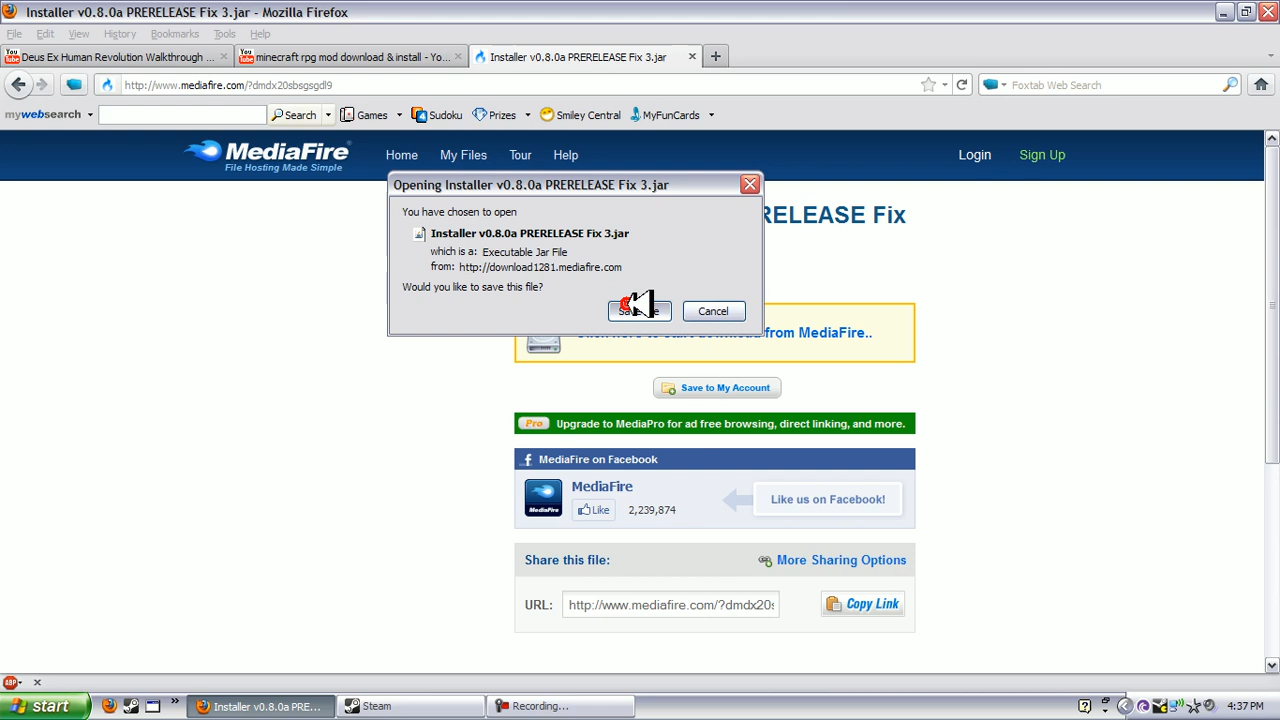 Installer v0.8.0a PRERELEASE Fix 3.jar - Mozilla Firefox
File Edit View History Bookmarks Tools Help
Deus Ex Human Revolution Walkthrough ... minecraft rpg mod download & install - Yo... Installer v0.8.0a PRERELEASE Fix 3.jar
http://www.mediafire.com/?dmdx20sbsgsgdl9 Foxtab Web Search
mywebsearch Search Games Sudoku Prizes Smiley Central MyFunCards
MediaFire Home My Files Tour Help Login Sign Up
File Hosting Made Simple
Opening Installer v0.8.0a PRERELEASE Fix 3.jar
You have chosen to open
RELEASE Fix
Installer v0.8.0a PRERELEASE Fix 3.jar
which is a: Executable Jar File
from: http://download1281.mediafire.com
Would you like to save this file?
Cancel
to start download from MediaFire..
Save to My Account
Pro Upgrade to MediaPro for ad free browsing, direct linking, and more.
MediaFire on Facebook
MediaFire
Like us on Facebook!
MediaFire Like 2,239,874
Share this file: More Sharing Options
URL: http://www.mediafire.com/?dmdx20s Copy Link
ABP
start Installer v0.8.0a PRE... Steam Recording... 4:37 PM